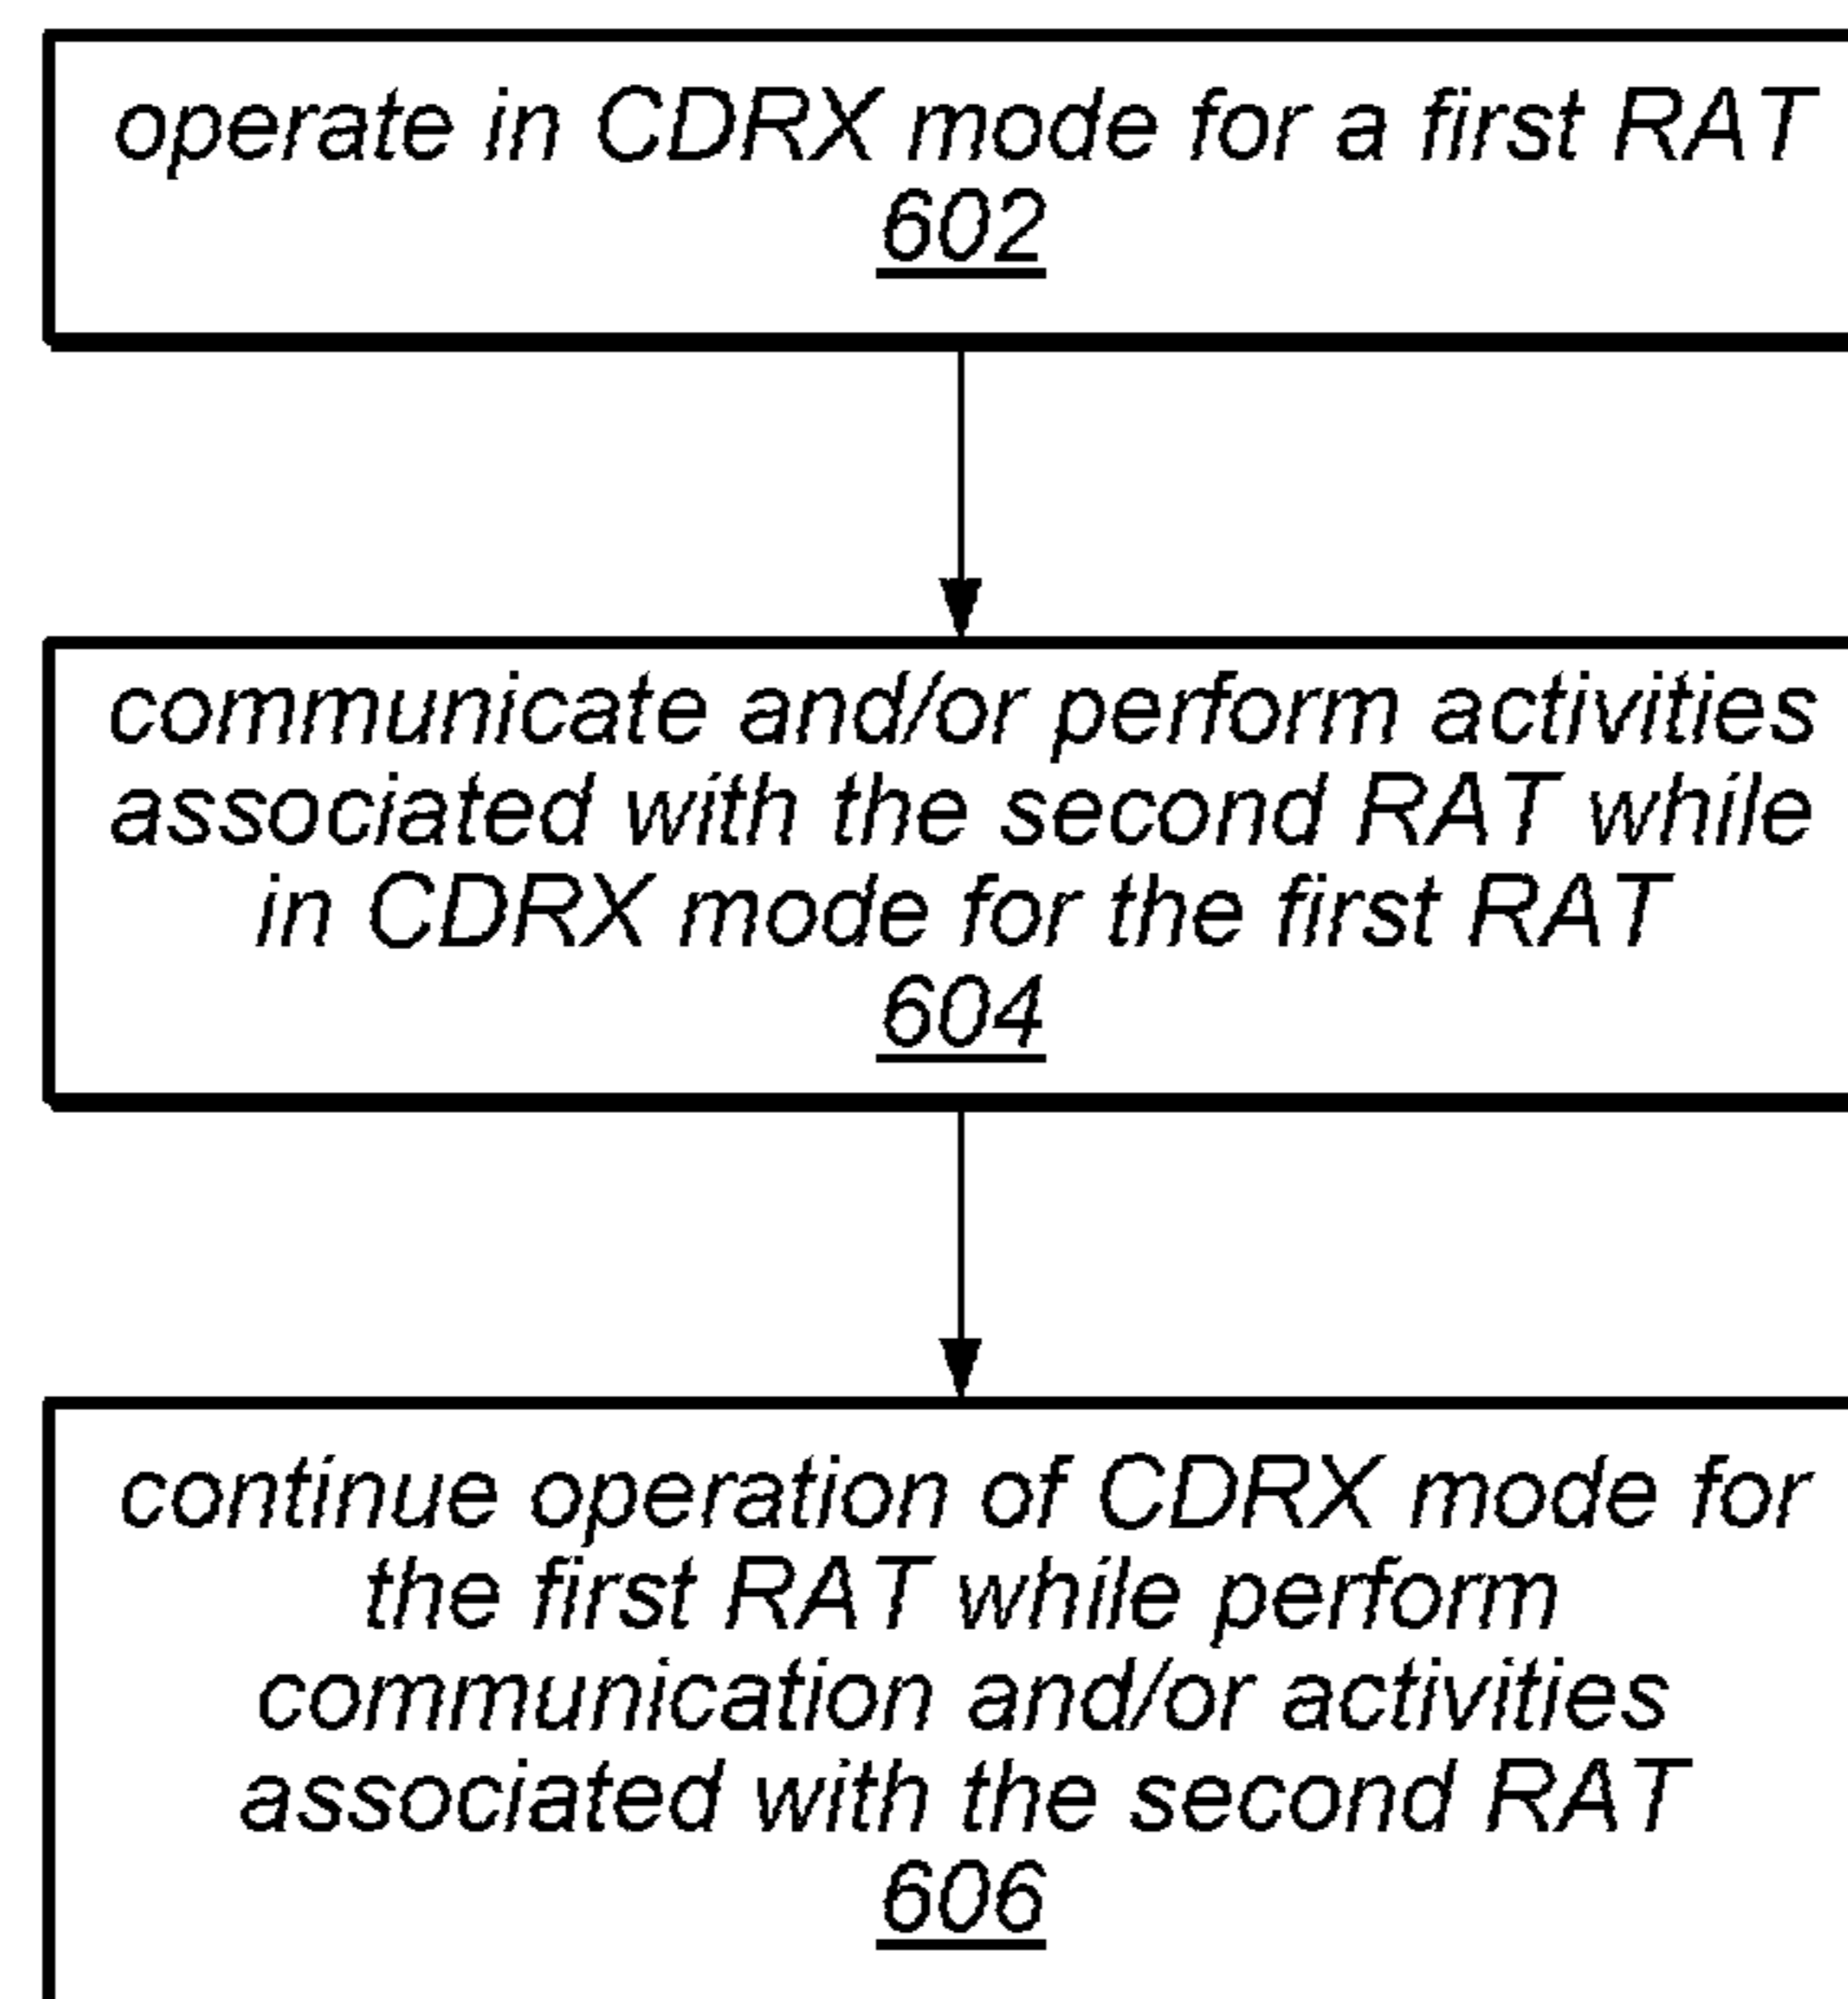 operate in CDRX mode for a first RAT
602
communicate and/or perform activities
associated with the second RAT while
in CDRX mode for the first RAT
604
continue operation of CDRX mode for
the first RAT while perform
communication and/or activities
associated with the second RAT
606